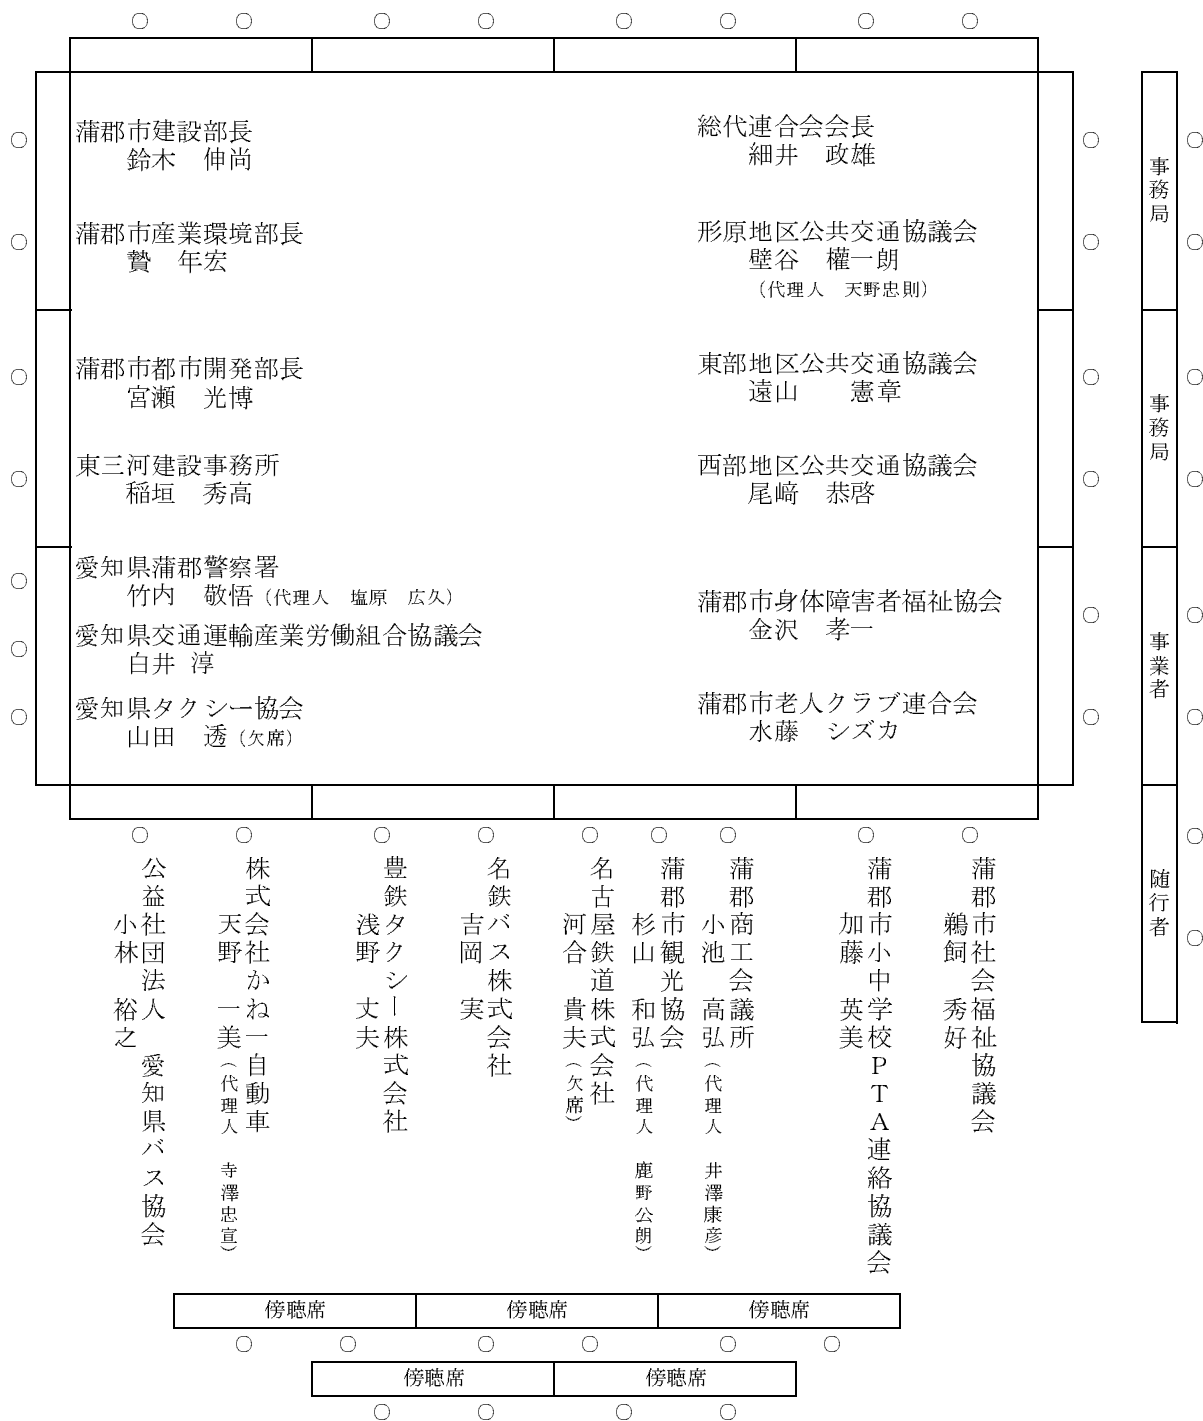 蒲郡市建設部長
鈴木　伸尚
蒲郡市産業環境部長
贄　年宏
蒲郡市都市開発部長
宮瀬　光博
東三河建設事務所
稲垣　秀高
愛知県蒲郡警察署
竹内　敬悟（代理人　塩原　広久）
愛知県交通運輸産業労働組合協議会
白井 淳
愛知県タクシー協会
山田　透（欠席）
総代連合会会長
細井　政雄
形原地区公共交通協議会
壁谷　權一朗
（代理人　天野忠則）
東部地区公共交通協議会
遠山　　憲章
西部地区公共交通協議会
尾﨑　恭啓
蒲郡市身体障害者福祉協会
金沢　孝一
蒲郡市老人クラブ連合会
水藤　シズカ
事務局
事務局
事業者
随行者
蒲郡市社会福祉協議会
鵜飼　秀好
蒲郡市小中学校ＰＴＡ連絡協議会
加藤　英美
蒲郡商工会議所
小池　高弘（代理人　井澤康彦）
蒲郡市観光協会
杉山　和弘（代理人　鹿野公朗）
名古屋鉄道株式会社
河合　貴夫（欠席）
名鉄バス株式会社
吉岡　実
豊鉄タクシー株式会社
浅野　丈夫
株式会社かね一自動車
天野　一美（代理人　寺澤忠宣）
公益社団法人　愛知県バス協会
小林　裕之
傍聴席
傍聴席
傍聴席
傍聴席
傍聴席